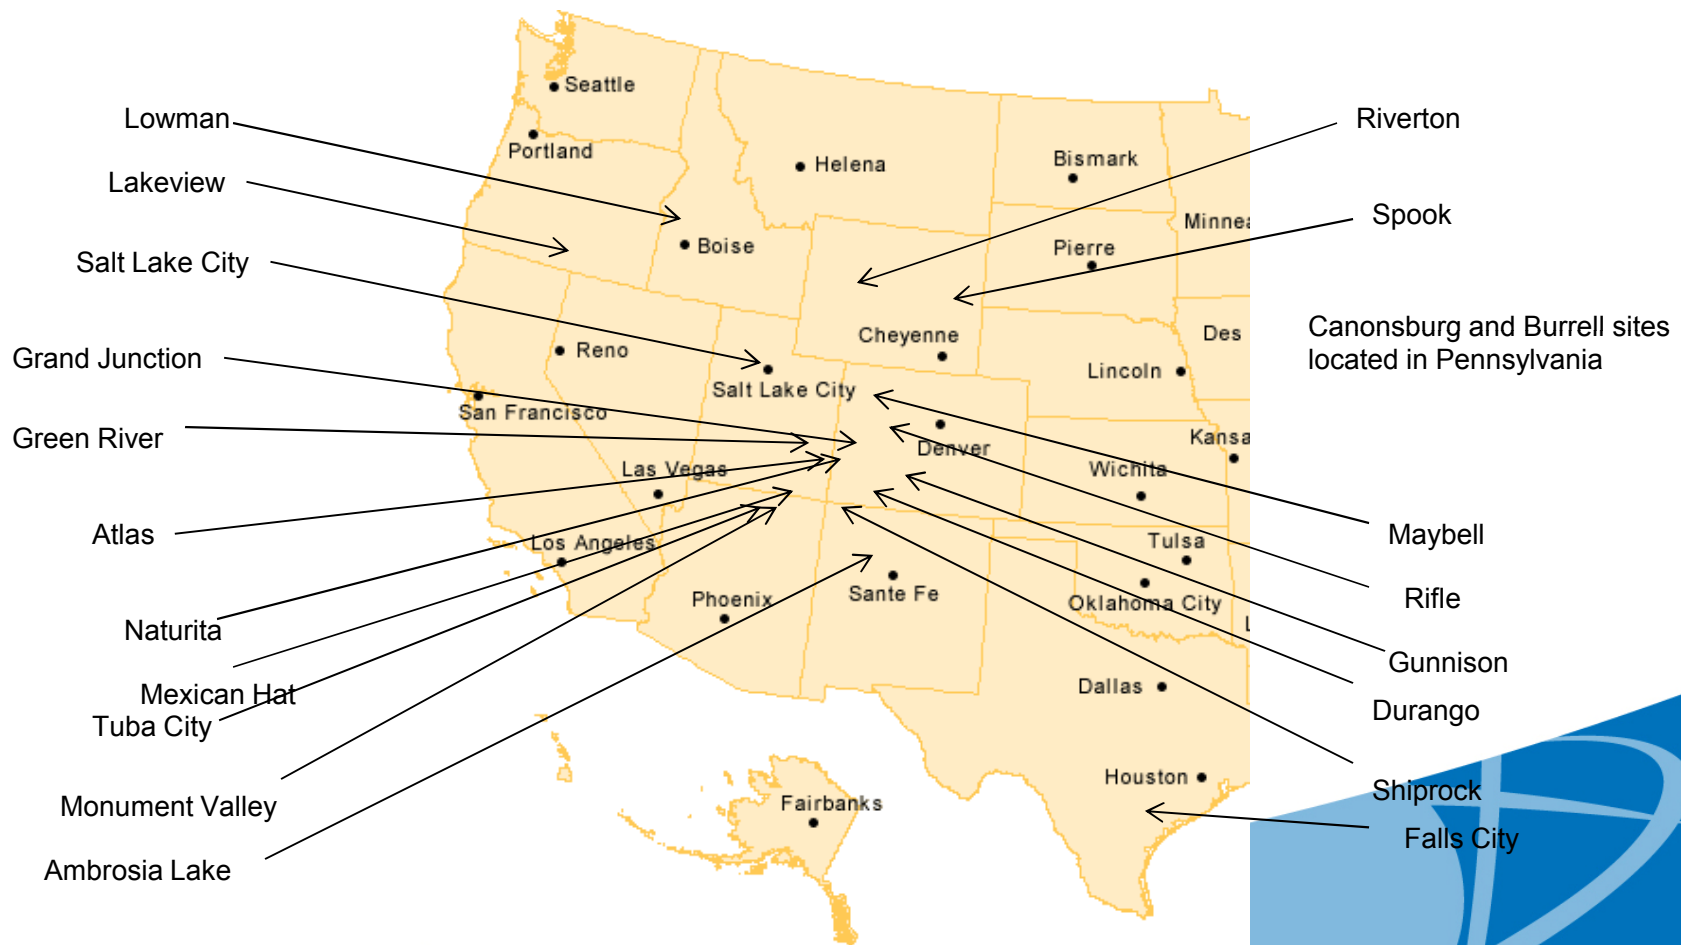 Seattle
Lowman
Riverton
Portland
Bismark
Helena
Lakeview
Spook
Minnea
Boise
Pierre
Salt Lake City
Canonsburg and Burrell sites
located in Pennsylvania
Cheyenne
Des
Reno
Grand Junction
Lincoln
Salt Lake City
San Francisco
Green River
Denver
Kansa
Las Vegas
Wichita
Atlas
Los Angeles
Tulsa
Maybell
Phoenix
Sante Fe
Oklahoma City
Rifle
Naturita
L
Gunnison
Mexican Hat
Dallas
Tuba City
Durango
Houston
Shiprock
Monument Valley
Fairbanks
Falls City
Ambrosia Lake